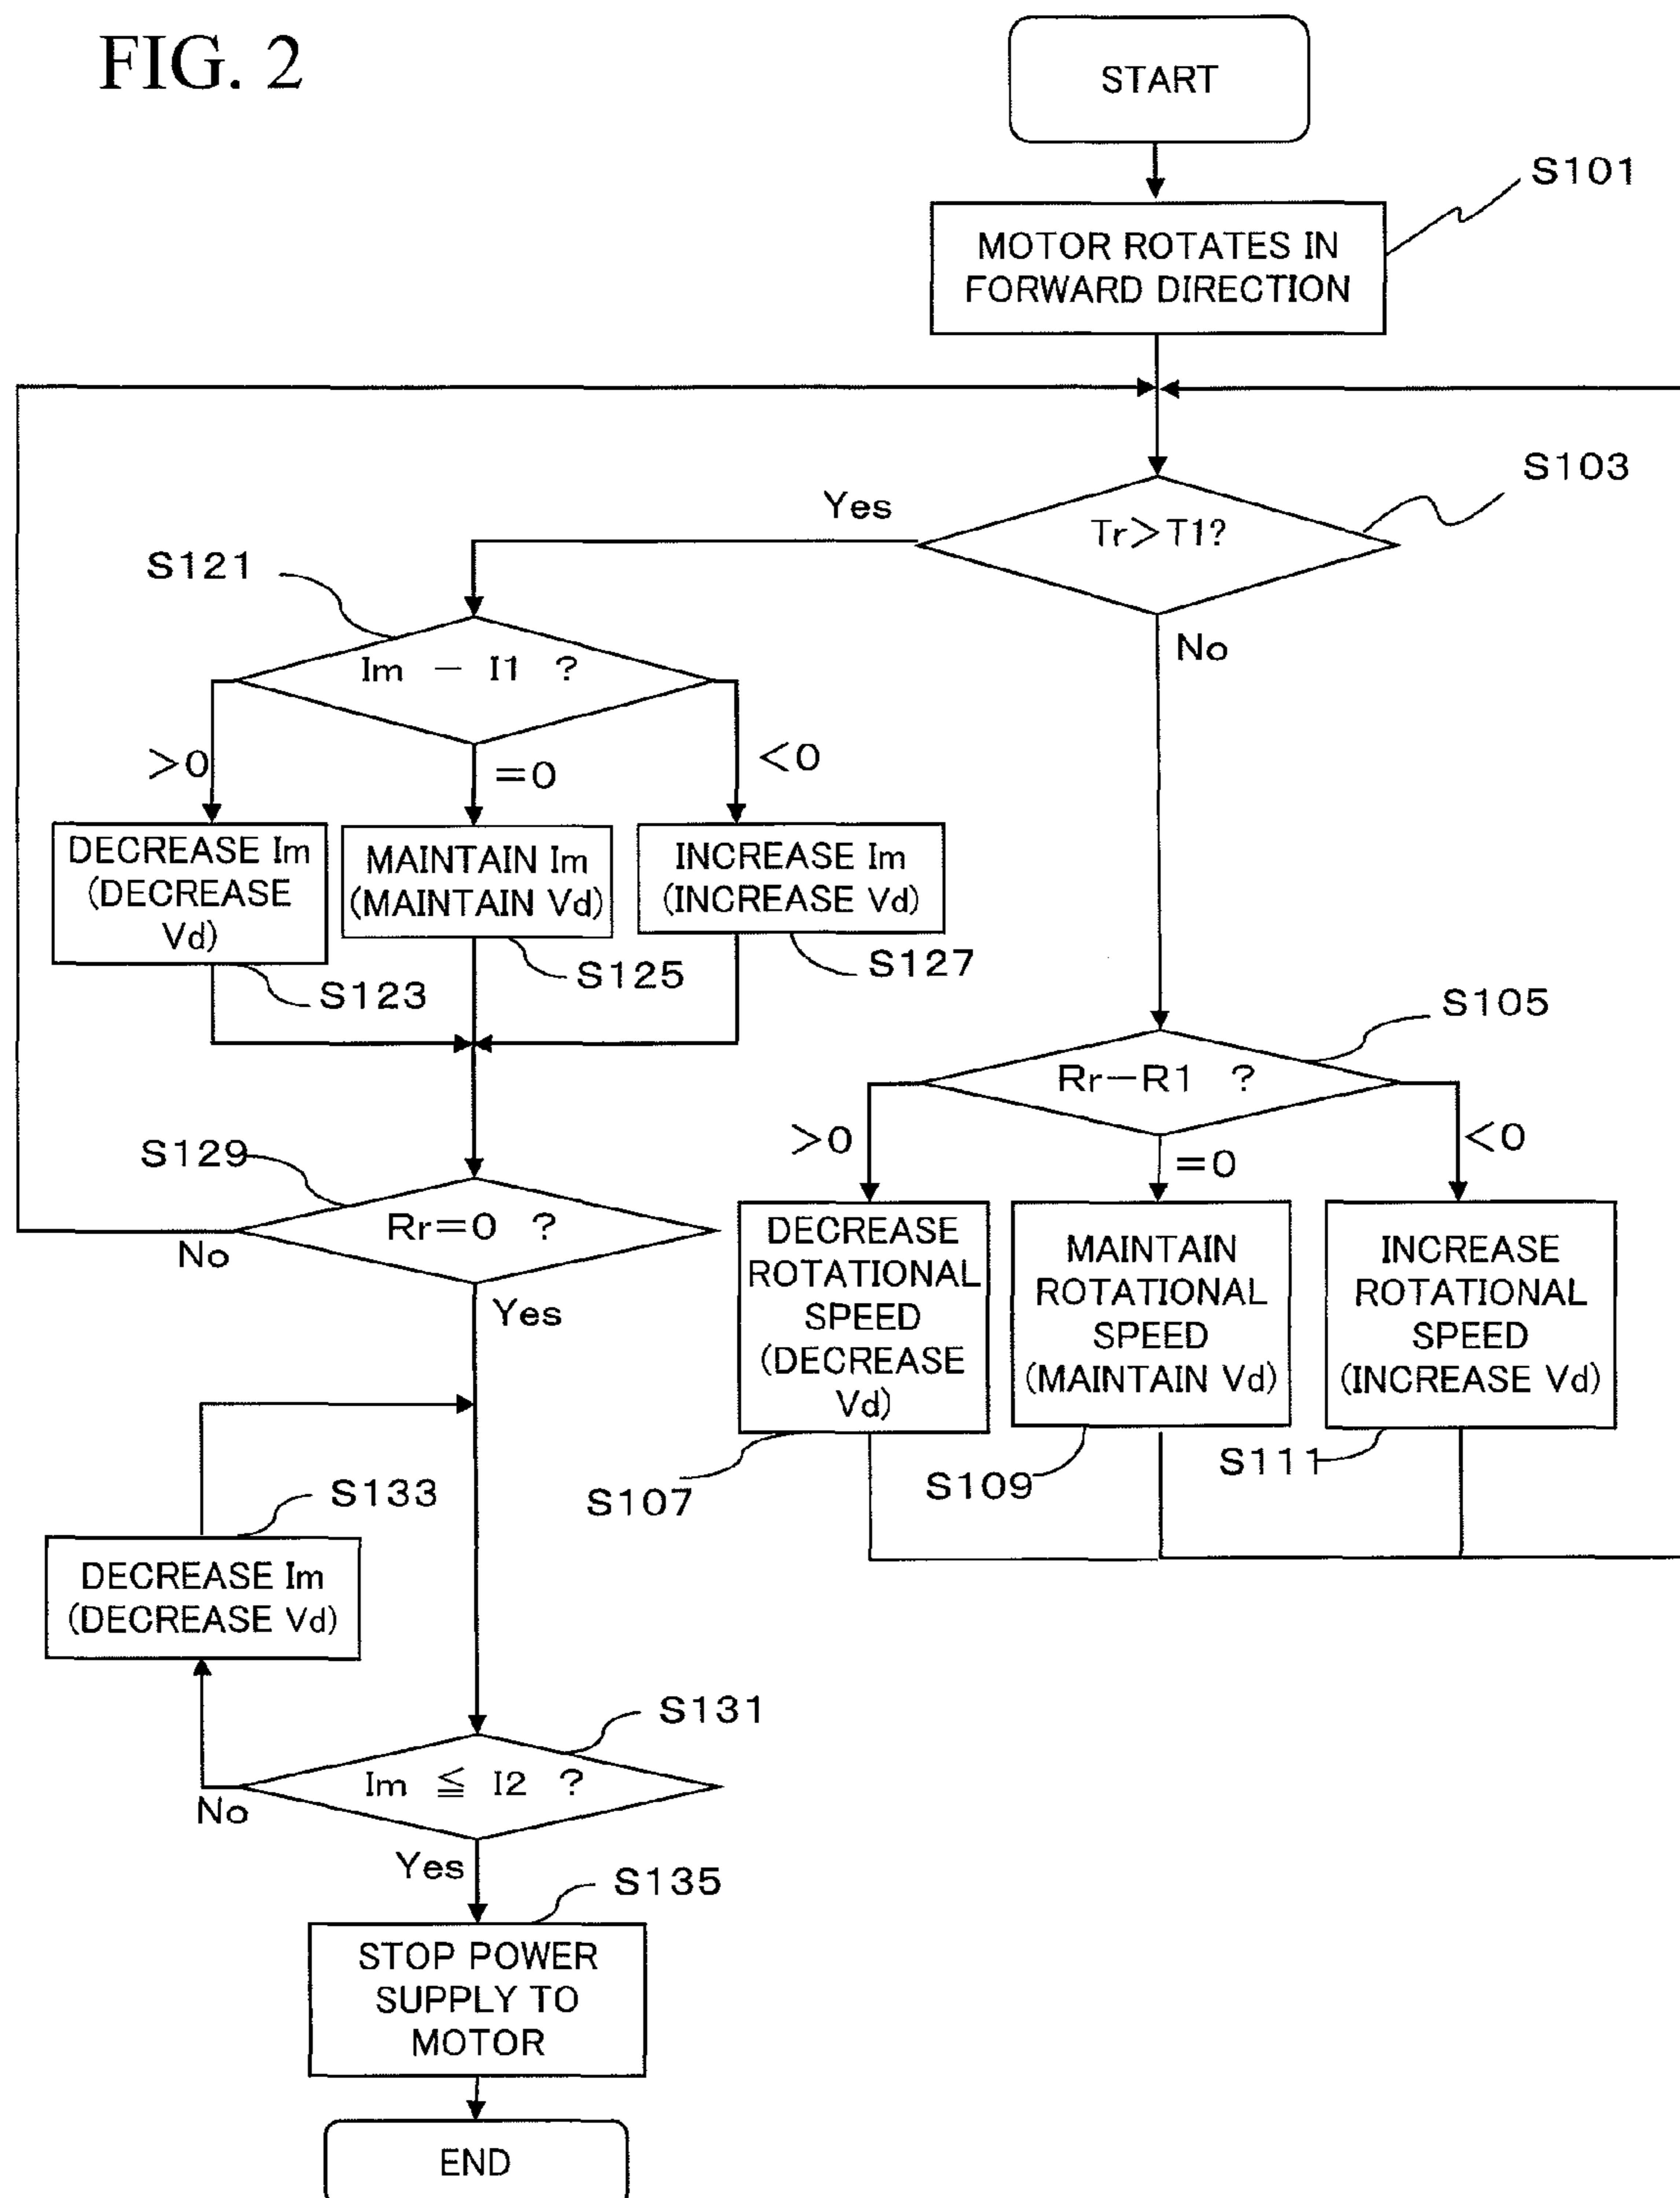 FIG. 2
START
S101
MOTOR ROTATES IN
FORWARD DIRECTION
S103
Yes
Tr>T1?
No
S121
Im － I1 ?
>0
=0
<0
DECREASE Im
(DECREASE
Vd)
MAINTAIN Im
(MAINTAIN Vd)
INCREASE Im
(INCREASE Vd)
S123
S125
S127
S105
Rr－R1 ?
>0
=0
<0
S129
Rr=0 ?
No
Yes
DECREASE
ROTATIONAL
SPEED
(DECREASE
Vd)
MAINTAIN
ROTATIONAL
SPEED
(MAINTAIN Vd)
INCREASE
ROTATIONAL
SPEED
(INCREASE Vd)
S107
S109
S111
S133
DECREASE Im
(DECREASE Vd)
S131
Im ≦ I2 ?
No
Yes
S135
STOP POWER
SUPPLY TO
MOTOR
END